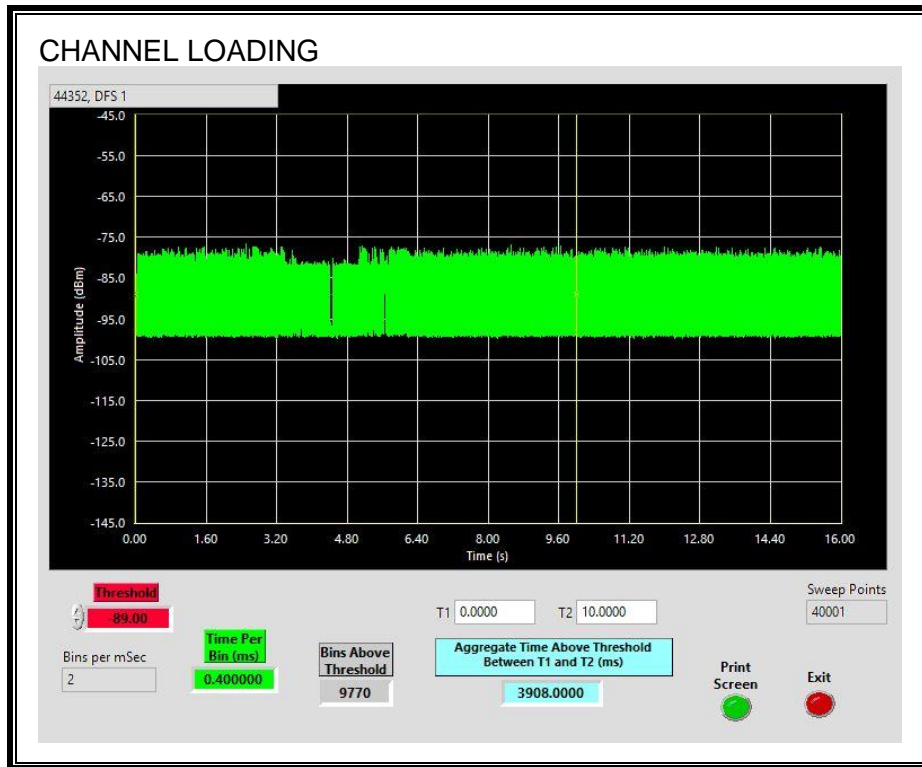 CHANNEL LOADING
44352, DFS 1
-45.0
-55.0
-65.0
-75.0
-85.0
-95.0
-105.0
-115.0
-125.0
-135.0
-145.0
Amplitude (dBm)
0.00 1.60 3.20 4.80 6.40 8.00 9.60 11.20 12.80 14.40 16.00
Time (s)
Threshold
-89.00
Bins per mSec
2
Time Per
Bin (ms)
0.400000
Bins Above
Threshold
9770
T1 0.0000 T2 10.0000
Aggregate Time Above Threshold
Between T1 and T2 (ms)
3908.0000
Sweep Points
40001
Print
Screen
Exit